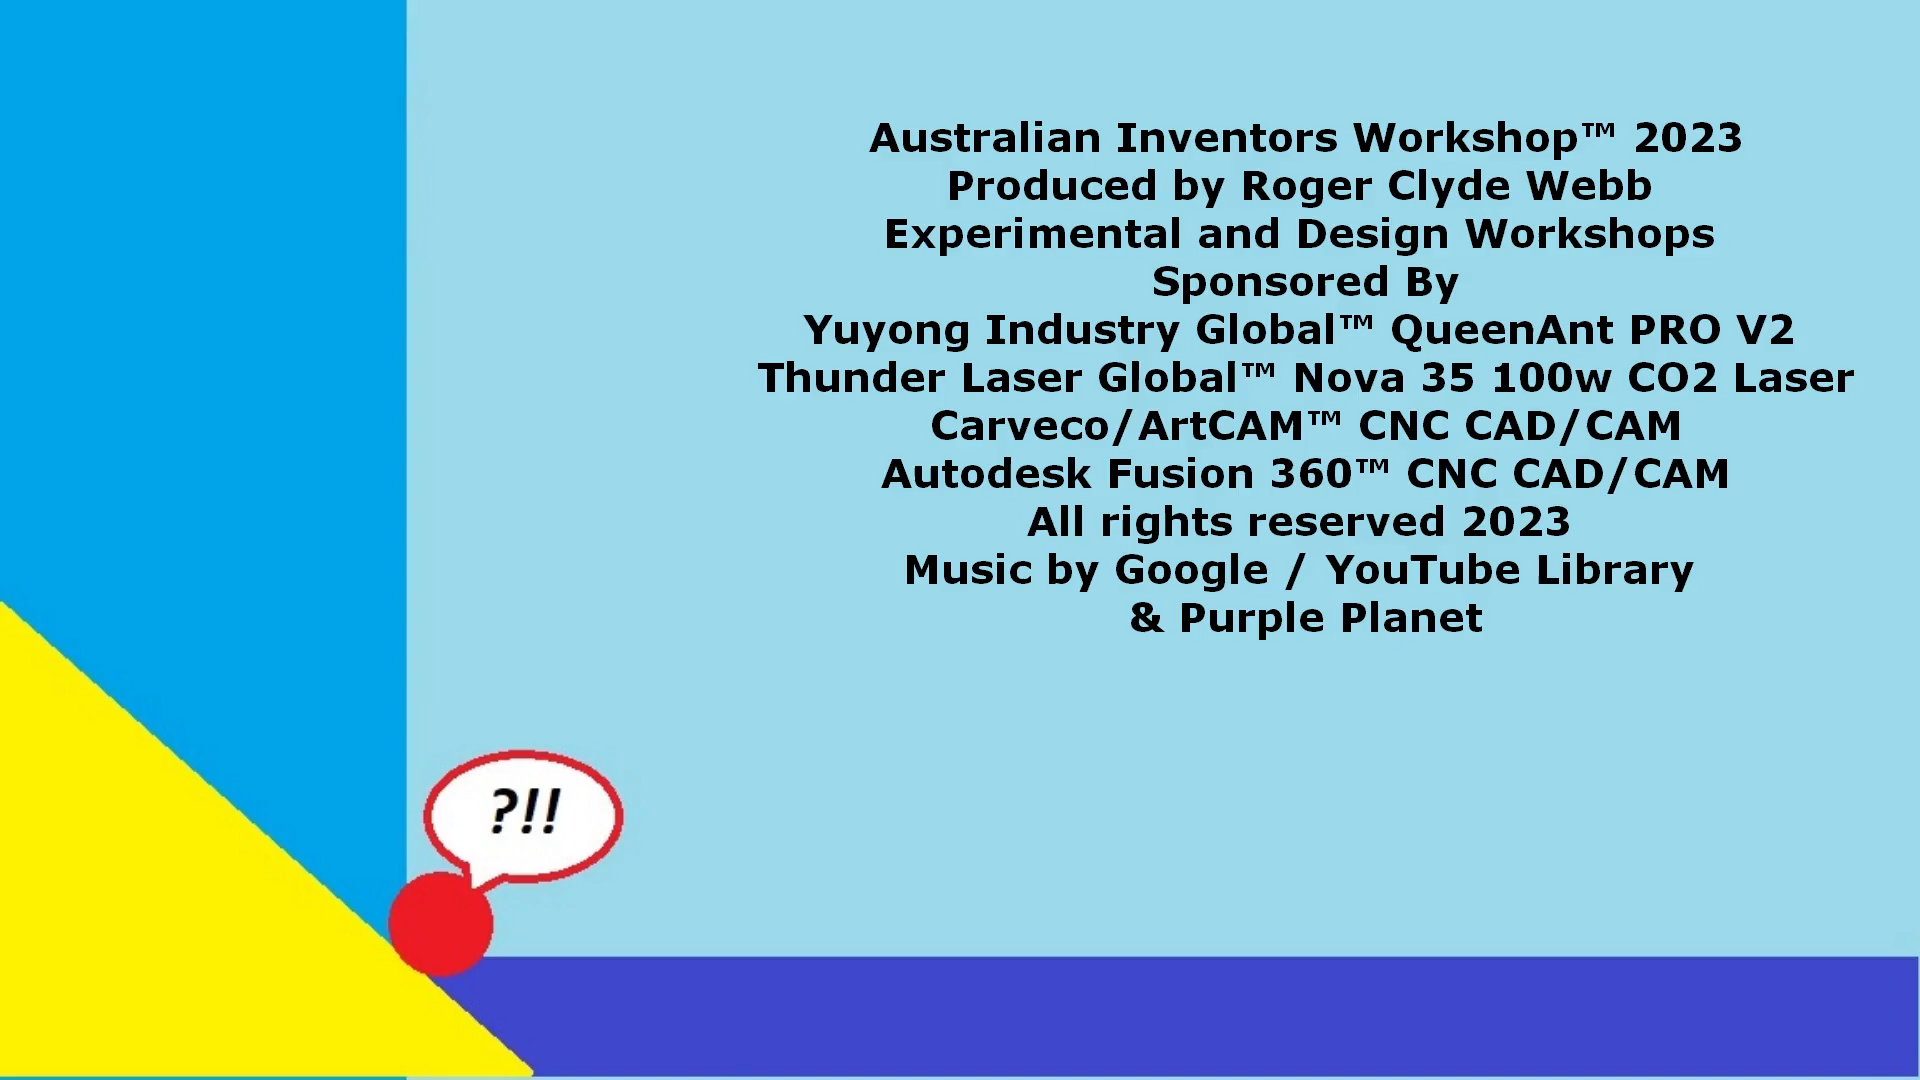 Australian Inventors Workshop™ 2023
Produced by Roger Clyde Webb
Experimental and Design Workshops
Sponsored By
Yuyong Industry Global™ QueenAnt PRO V2
Thunder Laser Global™ Nova 35 100w CO2 Laser
Carveco/ArtCAM™ CNC CAD/CAM
Autodesk Fusion 360™ CNC CAD/CAM
All rights reserved 2023
Music by Google / YouTube Library
& Purple Planet
?!!